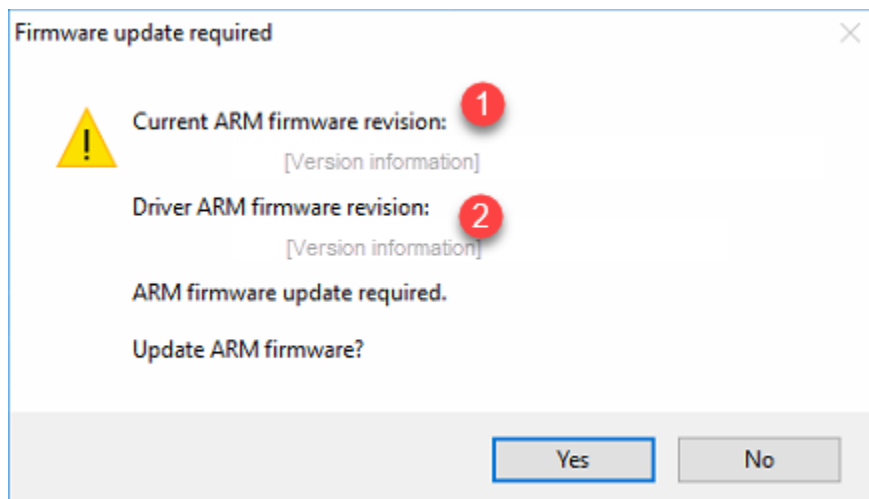 Firmware update required
Current ARM firmware revision: 1
[Version information]
Driver ARM firmware revision: 2
[Version information]
ARM firmware update required.
Update ARM firmware?
Yes No